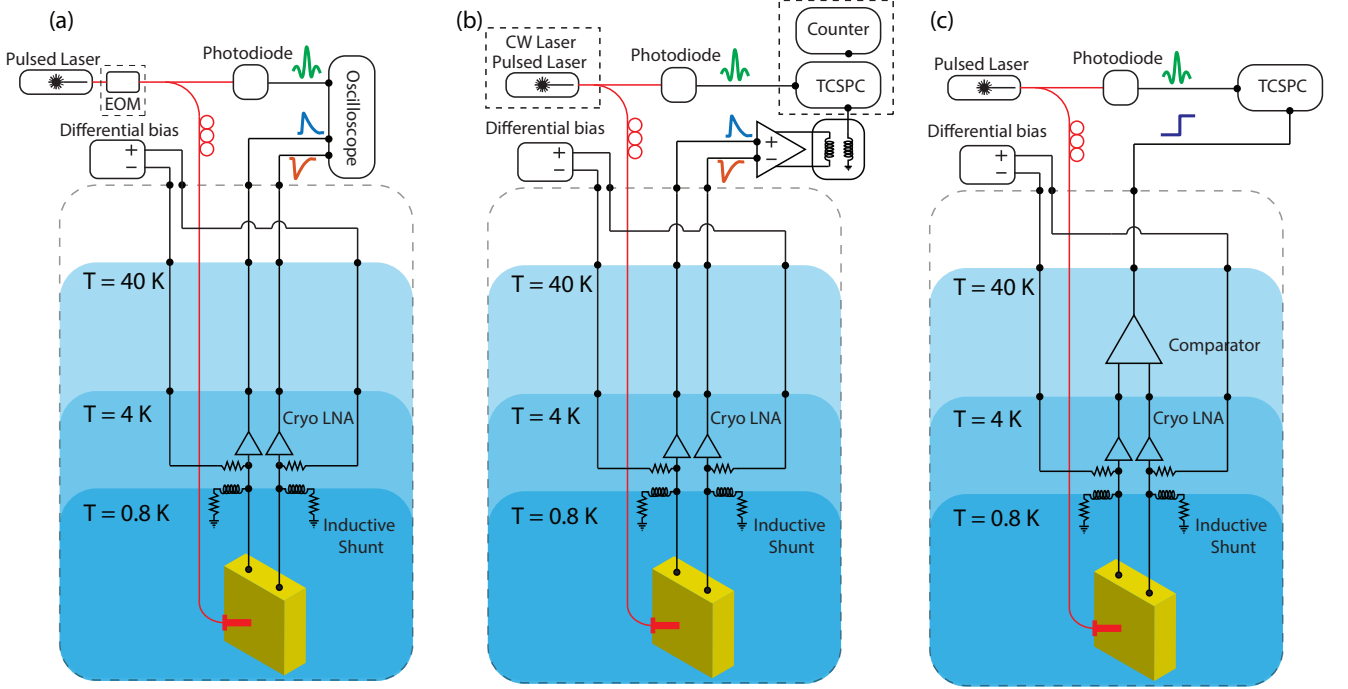 (a)
Pulsed Laser
EOM
Photodiode
Oscilloscope
Differential bias
+
−
T = 40 K
T = 4 K
Cryo LNA
T = 0.8 K
Inductive
Shunt
(b)
CW Laser
Pulsed Laser
Photodiode
Counter
TCSPC
Differential bias
+
−
+
−
T = 40 K
T = 4 K
Cryo LNA
T = 0.8 K
Inductive
Shunt
(c)
Pulsed Laser
Photodiode
TCSPC
Differential bias
+
−
T = 40 K
Comparator
T = 4 K
Cryo LNA
T = 0.8 K
Inductive
Shunt